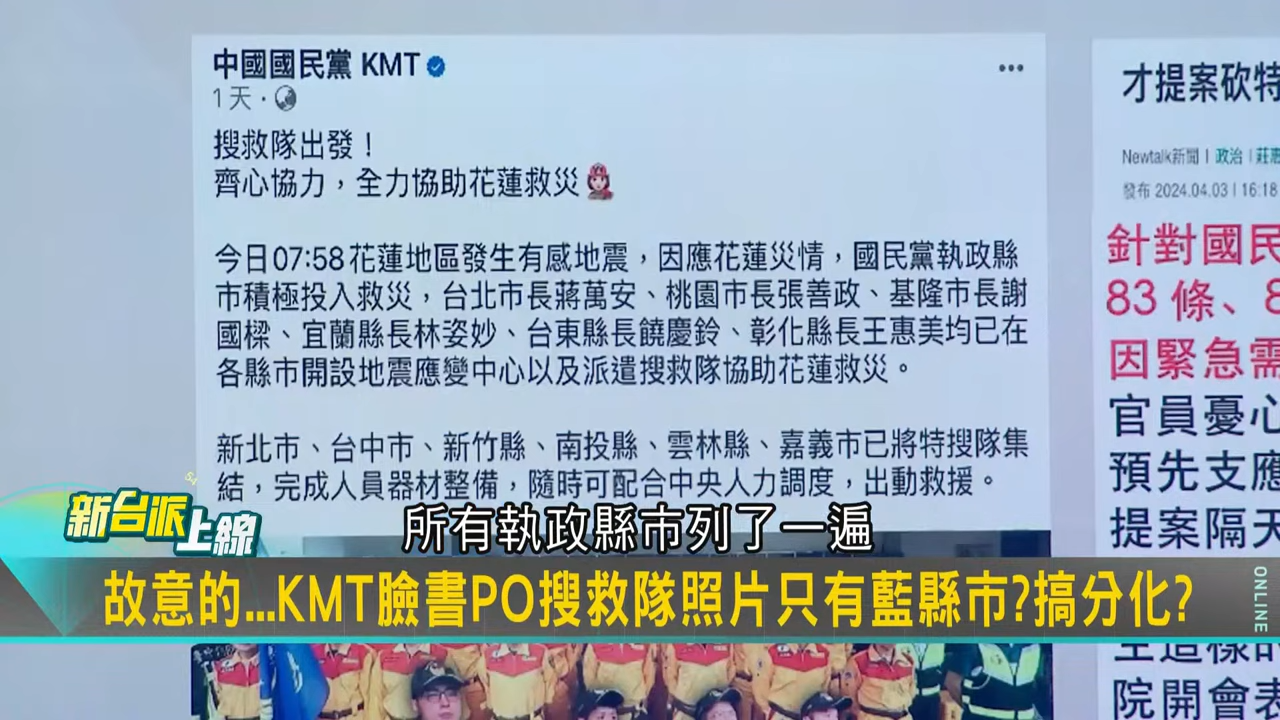 中國國民黨 KMT
1 天
搜救隊出發！
齊心協力，全力協助花蓮救災
今日07:58花蓮地區發生有感地震，因應花蓮災情，國民黨執政縣
市積極投入救災，台北市長蔣萬安、桃園市長張善政、基隆市長謝
國樑、宜蘭縣長林姿妙、台東縣長饒慶鈴、彰化縣長王惠美均已在
各縣市開設地震應變中心以及派遣搜救隊協助花蓮救災。
新北市、台中市、新竹縣、南投縣、雲林縣、嘉義市已將特搜隊集
結，完成人員器材整備，隨時可配合中央人力調度，出動救援。
才提案砍特
Newtalk新聞 | 政治 | 莊
發布 2024.04.03 | 16:18
針對國民
83 條、8
因緊急需
官員憂心
預先支應
提案隔天
院開會表
新台派
上線
所有執政縣市列了一遍
故意的...KMT臉書PO搜救隊照片只有藍縣市?搞分化?
ONLINE